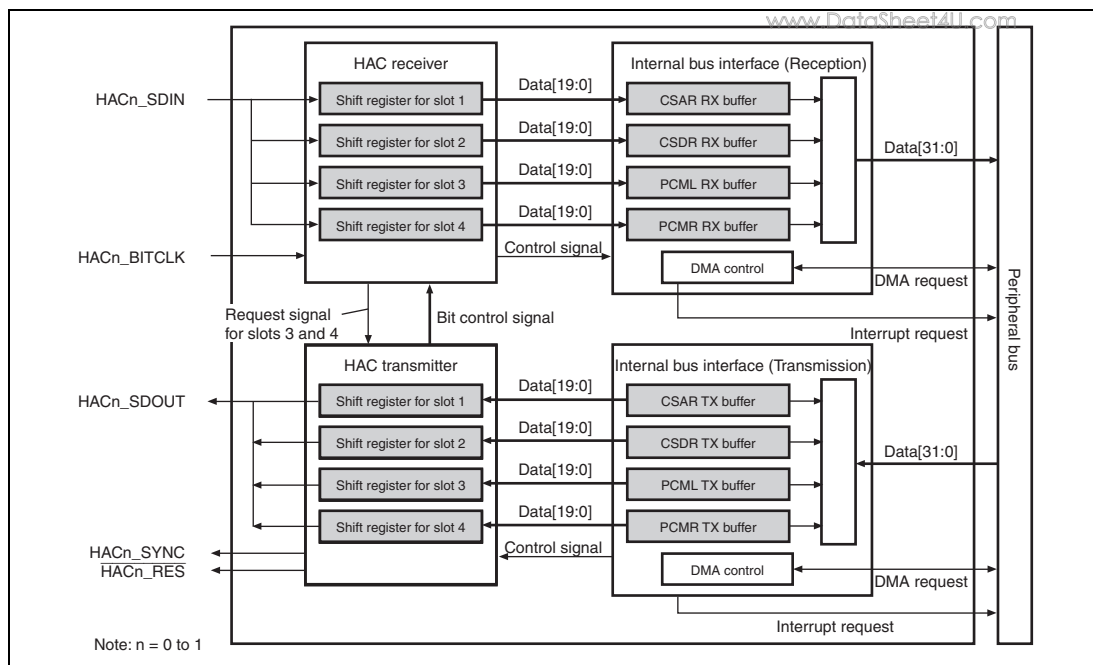 www.DataSheet4U.com
HAC receiver
Internal bus interface (Reception)
HACn_SDIN
Shift register for slot 1
Data[19:0]
CSAR RX buffer
Shift register for slot 2
Data[19:0]
CSDR RX buffer
Data[31:0]
Shift register for slot 3
Data[19:0]
PCML RX buffer
Shift register for slot 4
Data[19:0]
PCMR RX buffer
HACn_BITCLK
Control signal
DMA control
DMA request
Request signal
for slots 3 and 4
Bit control signal
Interrupt request
Peripheral bus
HAC transmitter
Internal bus interface (Transmission)
HACn_SDOUT
Shift register for slot 1
Data[19:0]
CSAR TX buffer
Shift register for slot 2
Data[19:0]
CSDR TX buffer
Data[31:0]
Shift register for slot 3
Data[19:0]
PCML TX buffer
Shift register for slot 4
Data[19:0]
PCMR TX buffer
HACn_SYNC
HACn_RES
Control signal
DMA control
DMA request
Interrupt request
Note: n = 0 to 1